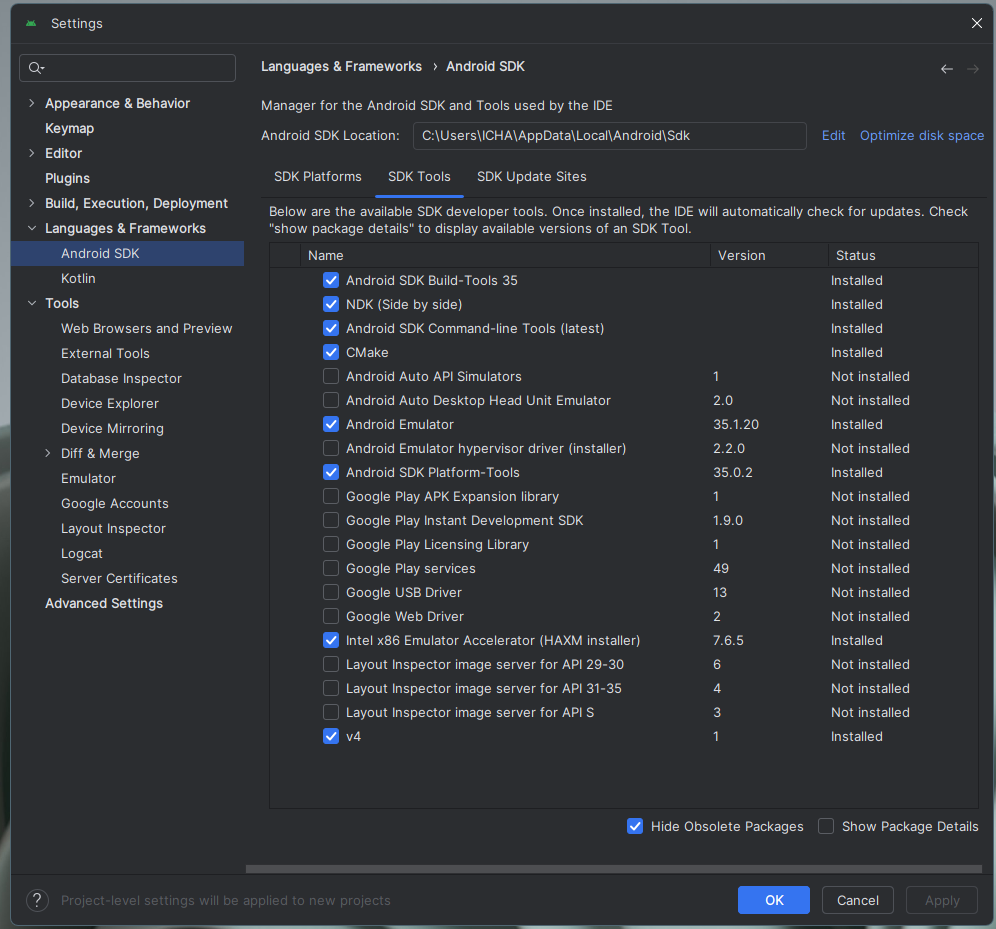 Settings
Appearance & Behavior
Keymap
Editor
Plugins
Build, Execution, Deployment
Languages & Frameworks
Android SDK
Kotlin
Tools
Web Browsers and Preview
External Tools
Database Inspector
Device Explorer
Device Mirroring
Diff & Merge
Emulator
Google Accounts
Layout Inspector
Logcat
Server Certificates
Advanced Settings
Languages & Frameworks › Android SDK
Manager for the Android SDK and Tools used by the IDE
Android SDK Location: C:\Users\ICHA\AppData\Local\Android\Sdk Edit Optimize disk space
SDK Platforms SDK Tools SDK Update Sites
Below are the available SDK developer tools. Once installed, the IDE will automatically check for updates. Check
"show package details" to display available versions of an SDK Tool.
Name Version Status
Android SDK Build-Tools 35 Installed
NDK (Side by side) Installed
Android SDK Command-line Tools (latest) Installed
CMake Installed
Android Auto API Simulators 1 Not installed
Android Auto Desktop Head Unit Emulator 2.0 Not installed
Android Emulator 35.1.20 Installed
Android Emulator hypervisor driver (installer) 2.2.0 Not installed
Android SDK Platform-Tools 35.0.2 Installed
Google Play APK Expansion library 1 Not installed
Google Play Instant Development SDK 1.9.0 Not installed
Google Play Licensing Library 1 Not installed
Google Play services 49 Not installed
Google USB Driver 13 Not installed
Google Web Driver 2 Not installed
Intel x86 Emulator Accelerator (HAXM installer) 7.6.5 Installed
Layout Inspector image server for API 29-30 6 Not installed
Layout Inspector image server for API 31-35 4 Not installed
Layout Inspector image server for API S 3 Not installed
v4 1 Installed
Hide Obsolete Packages Show Package Details
? Project-level settings will be applied to new projects OK Cancel Apply